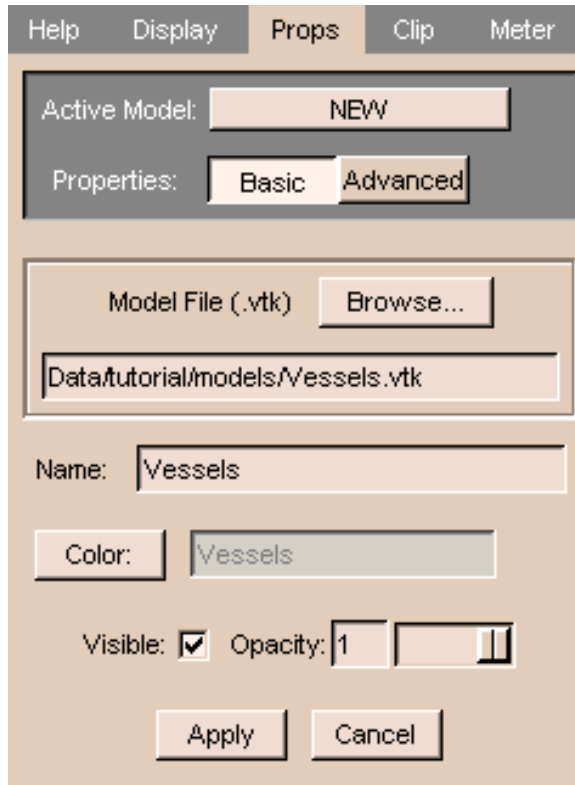 Help Display Props Clip Meter
Active Model: NEW
Properties: Basic Advanced
Model File (.vtk) Browse...
Data/tutorial/models/Vessels.vtk
Name: Vessels
Color: Vessels
Visible: Opacity: 1
Apply Cancel